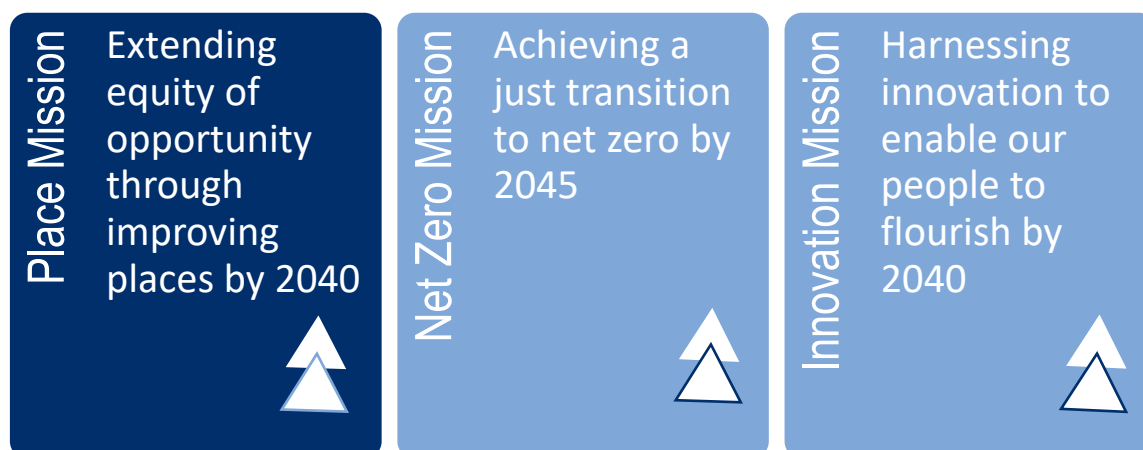 Place Mission
Extending
equity of
opportunity
through
improving
places by 2040
Net Zero Mission
Achieving a
just transition
to net zero by
2045
Innovation Mission
Harnessing
innovation to
enable our
people to
flourish by
2040